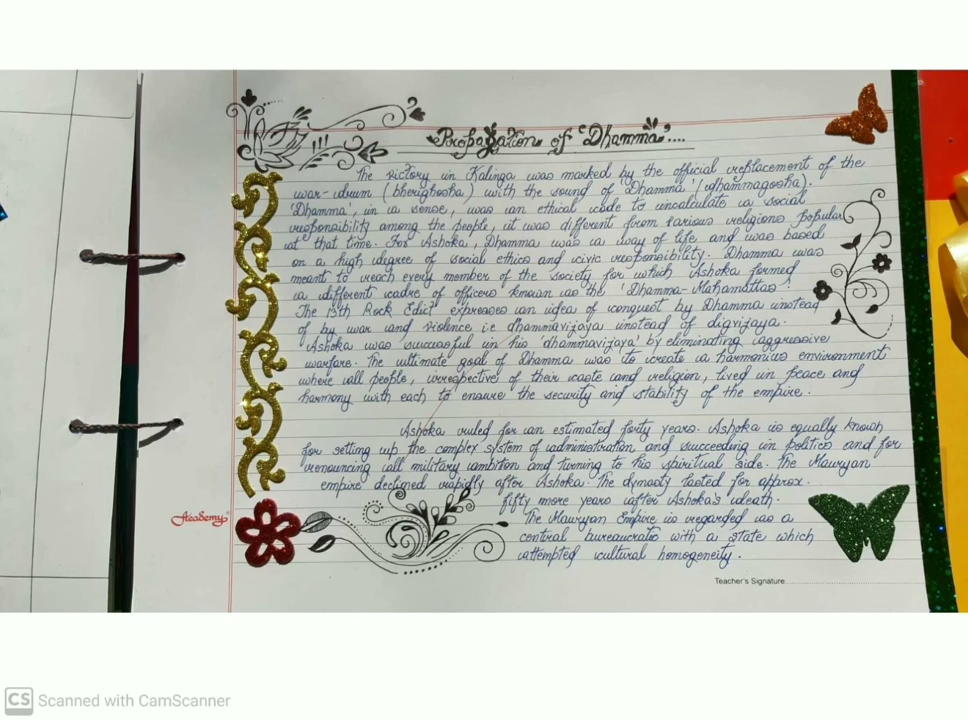 Propagation of 'Dhamma'....
The victory in Kalinga was marked by the official replacement of the
war-drum (bherighosha) with the sound of 'Dhamma' (dhammagosha).
'Dhamma, in a sense, was an ethical code to incalculate a social
responsibility among the people, it was different from various religions popular
at that time. For Ashoka, Dhamma was a way of life and was based
on a high degree of social ethics and civic responsibility. Dhamma was
meant to reach every member of the society for which Ashoka formed
a different cadre of officers known as the 'Dhamma-Mahamattas'.
The 13th Rock Edict expresses an idea of conquest by Dhamma instead
of by war and violence i.e dhammavijaya instead of digvijaya.
Ashoka was successful in his 'dhammavijaya' by eliminating aggressive
warfare. The ultimate goal of Dhamma was to create a harmonius environment
where all people, irrespective of their caste and religion, lived in peace and
harmony with each to ensure the security and stability of the empire.
Ashoka ruled for an estimated forty years. Ashoka is equally known
for setting up the complex system of administration and succeeding in politics and for
renouncing all military ambition and turning to his spiritual side. The Mauryan
empire declined rapidly after Ashoka. The dynasty lasted for approx.
fifty more years after Ashoka's death.
The Mauryan Empire is regarded as a
central bureaucratic with a state which
attempted cultural homogeneity.
Academy
Teacher's Signature
CS Scanned with CamScanner